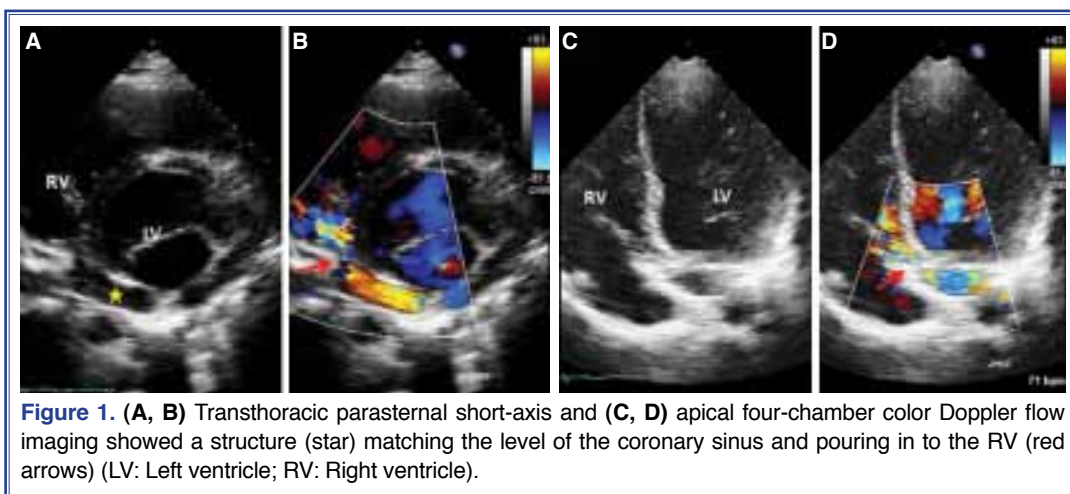 A
B
C
D
RV
LV
RV
LV
Figure 1. (A, B) Transthoracic parasternal short-axis and (C, D) apical four-chamber color Doppler flow
imaging showed a structure (star) matching the level of the coronary sinus and pouring in to the RV (red
arrows) (LV: Left ventricle; RV: Right ventricle).